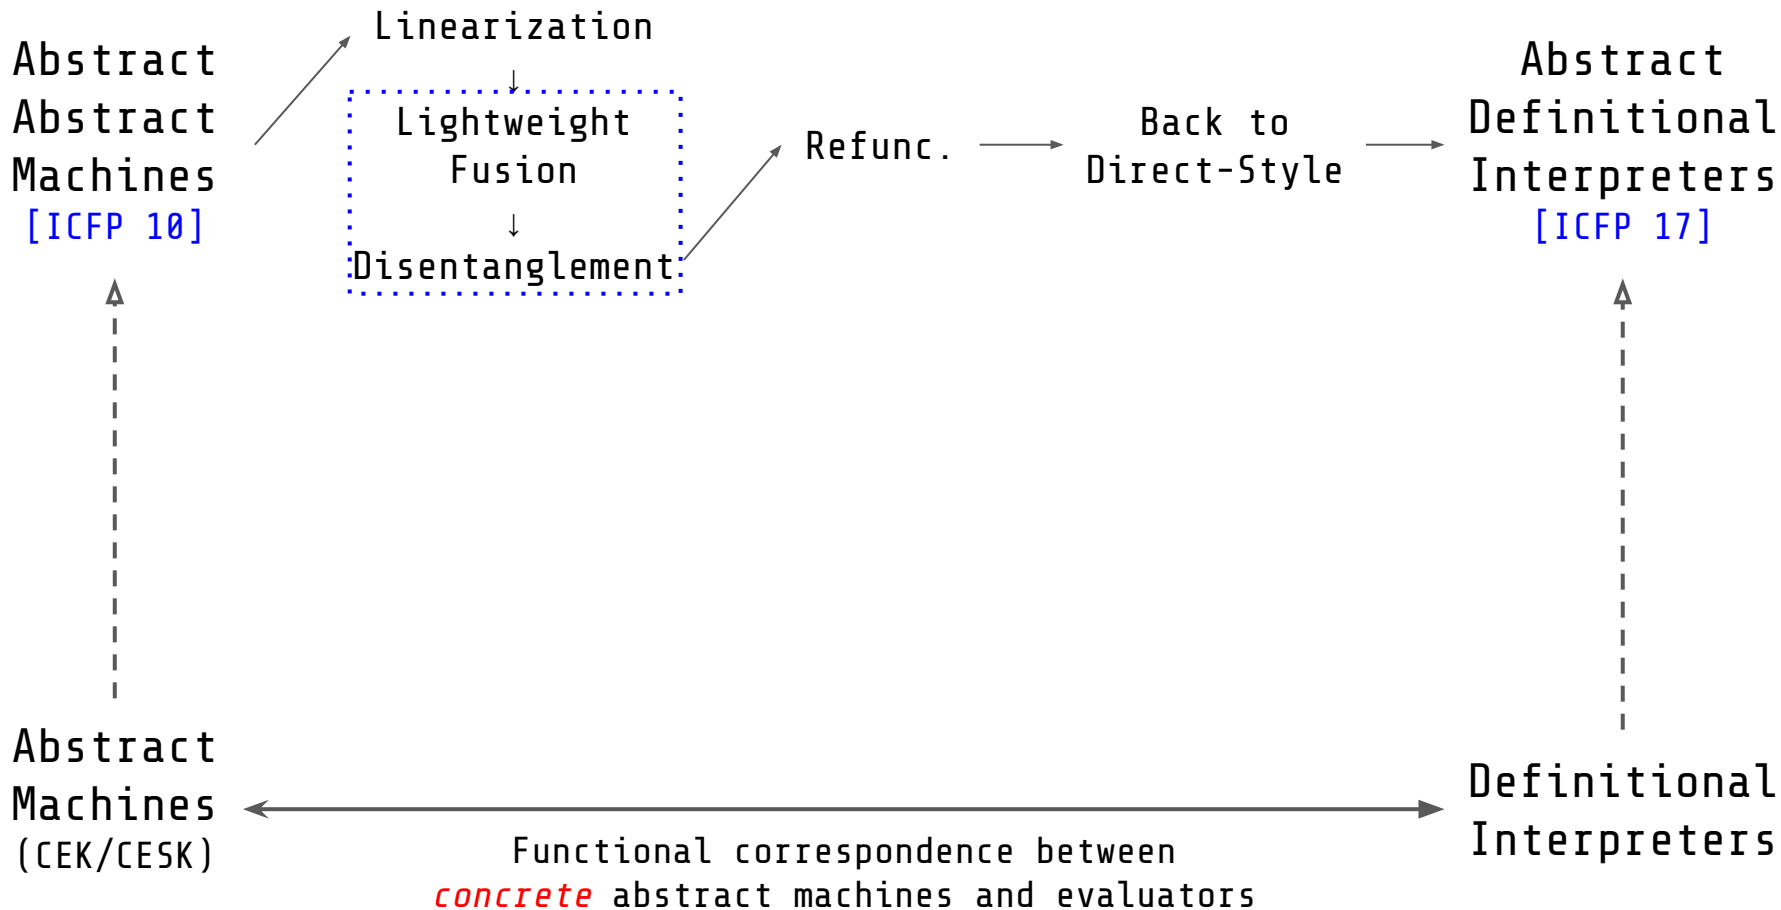 Abstract
Abstract
Machines
[ICFP 10]
Linearization
↓
Lightweight
Fusion
↓
Disentanglement
Refunc.
Back to
Direct-Style
Abstract
Definitional
Interpreters
[ICFP 17]
Abstract
Machines
(CEK/CESK)
Functional correspondence between
concrete abstract machines and evaluators
Definitional
Interpreters